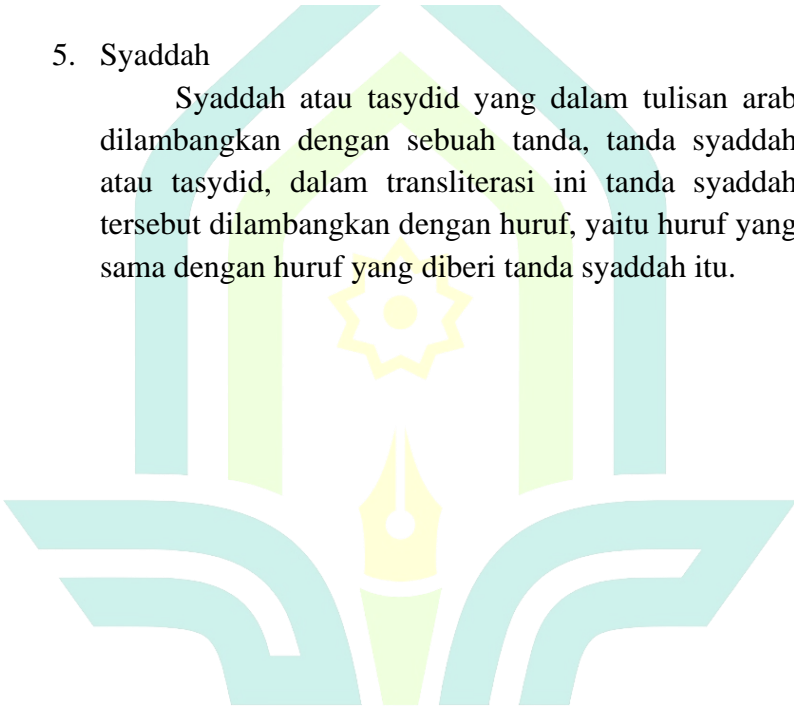 5. Syaddah
Syaddah atau tasydid yang dalam tulisan arab
dilambangkan dengan sebuah tanda, tanda syaddah
atau tasydid, dalam transliterasi ini tanda syaddah
tersebut dilambangkan dengan huruf, yaitu huruf yang
sama dengan huruf yang diberi tanda syaddah itu.